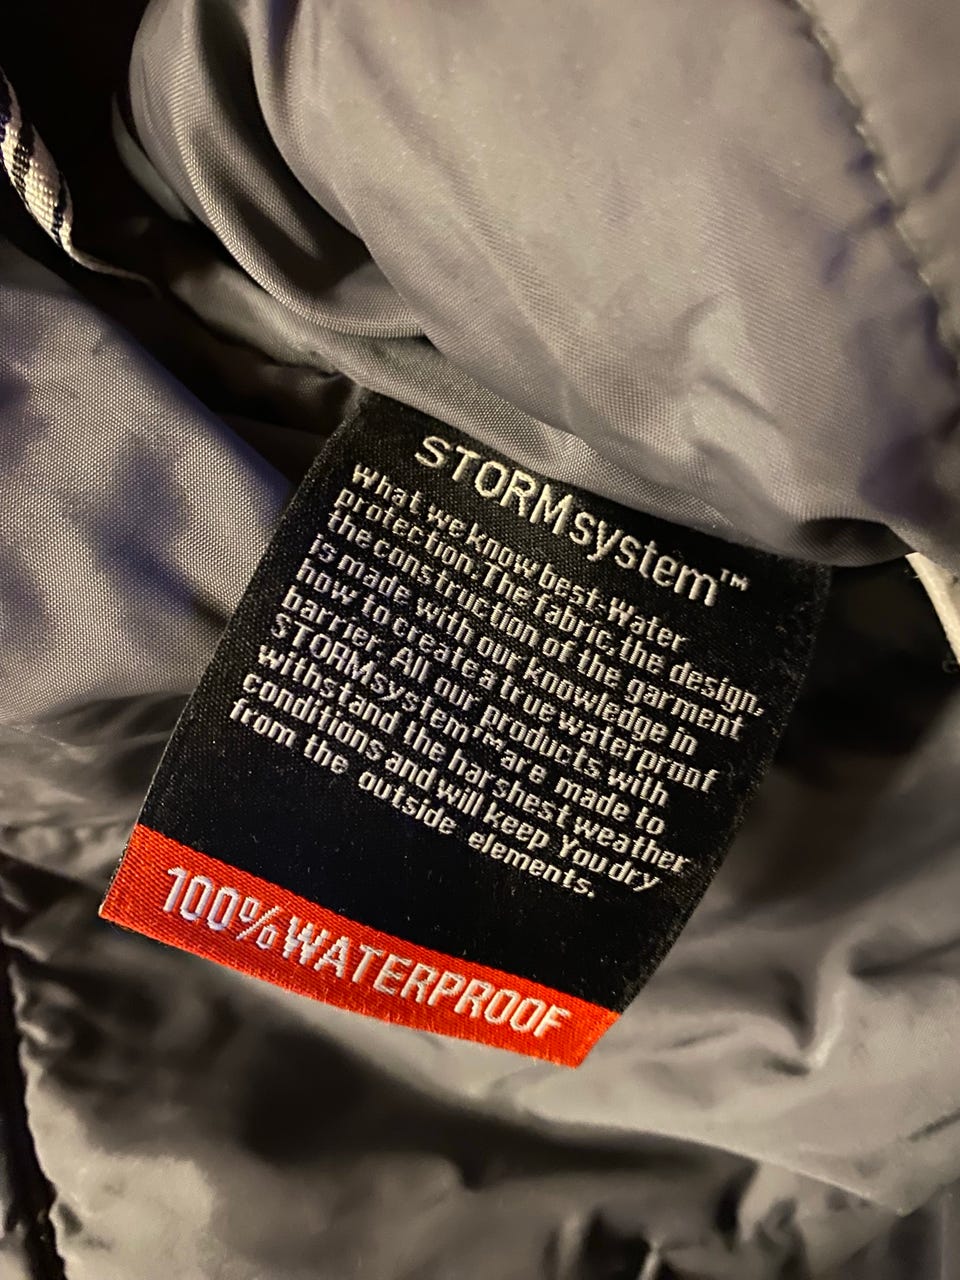 STORMsystem™
What we know best-Water
protection. The fabric, the design,
the construction of the garment
is made with our knowledge in
how to create a true waterproof
barrier. All our products with
STORMsystem™ are made to
withstand the harshest weather
conditions and will keep You dry
from the outside elements.
100% WATERPROOF